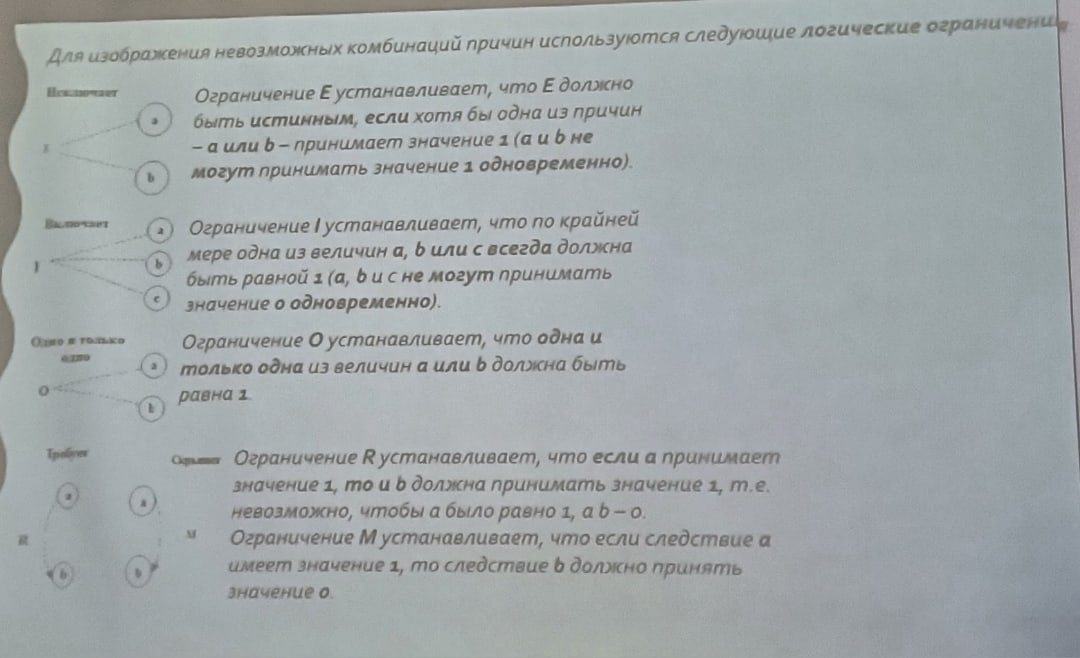 Для изображения невозможных комбинаций причин используются следующие логические ограничения
Исключает
Ограничение E устанавливает, что E должно
быть истинным, если хотя бы одна из причин
– a или b – принимает значение 1 (a и b не
могут принимать значение 1 одновременно).
a
b
Включает
Ограничение I устанавливает, что по крайней
мере одна из величин a, b или c всегда должна
быть равной 1 (a, b и c не могут принимать
значение 0 одновременно).
a
b
c
I
Одно и только
одно
Ограничение O устанавливает, что одна и
только одна из величин a или b должна быть
равна 1.
a
O
b
Требует
Скрывает
Ограничение R устанавливает, что если a принимает
значение 1, то и b должна принимать значение 1, т.е.
невозможно, чтобы a было равно 1, а b – 0.
a
a
R
M
b
b
Ограничение M устанавливает, что если следствие a
имеет значение 1, то следствие b должно принять
значение 0.